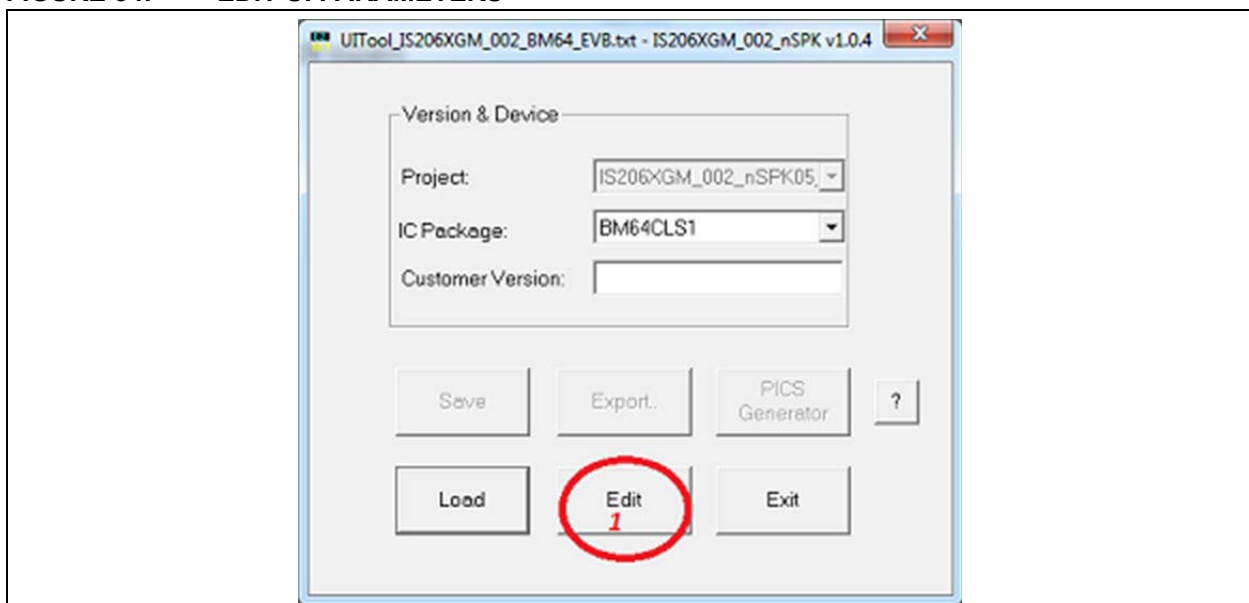 UITool_IS206XGM_002_BM64_EVB.txt - IS206XGM_002_nSPK v1.0.4
Version & Device
Project: IS206XGM_002_nSPK05
IC Package: BM64CLS1
Customer Version:
Save Export.. PICS Generator ?
Load Edit Exit
1